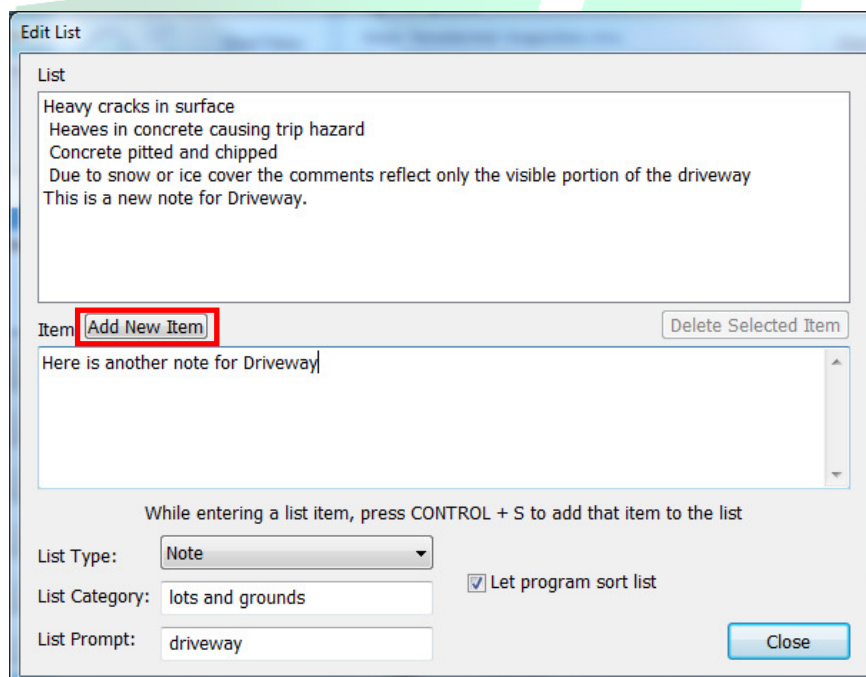 Edit List
List
Heavy cracks in surface
Heaves in concrete causing trip hazard
Concrete pitted and chipped
Due to snow or ice cover the comments reflect only the visible portion of the driveway
This is a new note for Driveway.
Item Add New Item Delete Selected Item
Here is another note for Driveway
While entering a list item, press CONTROL + S to add that item to the list
List Type: Note
Let program sort list
List Category: lots and grounds
List Prompt: driveway
Close